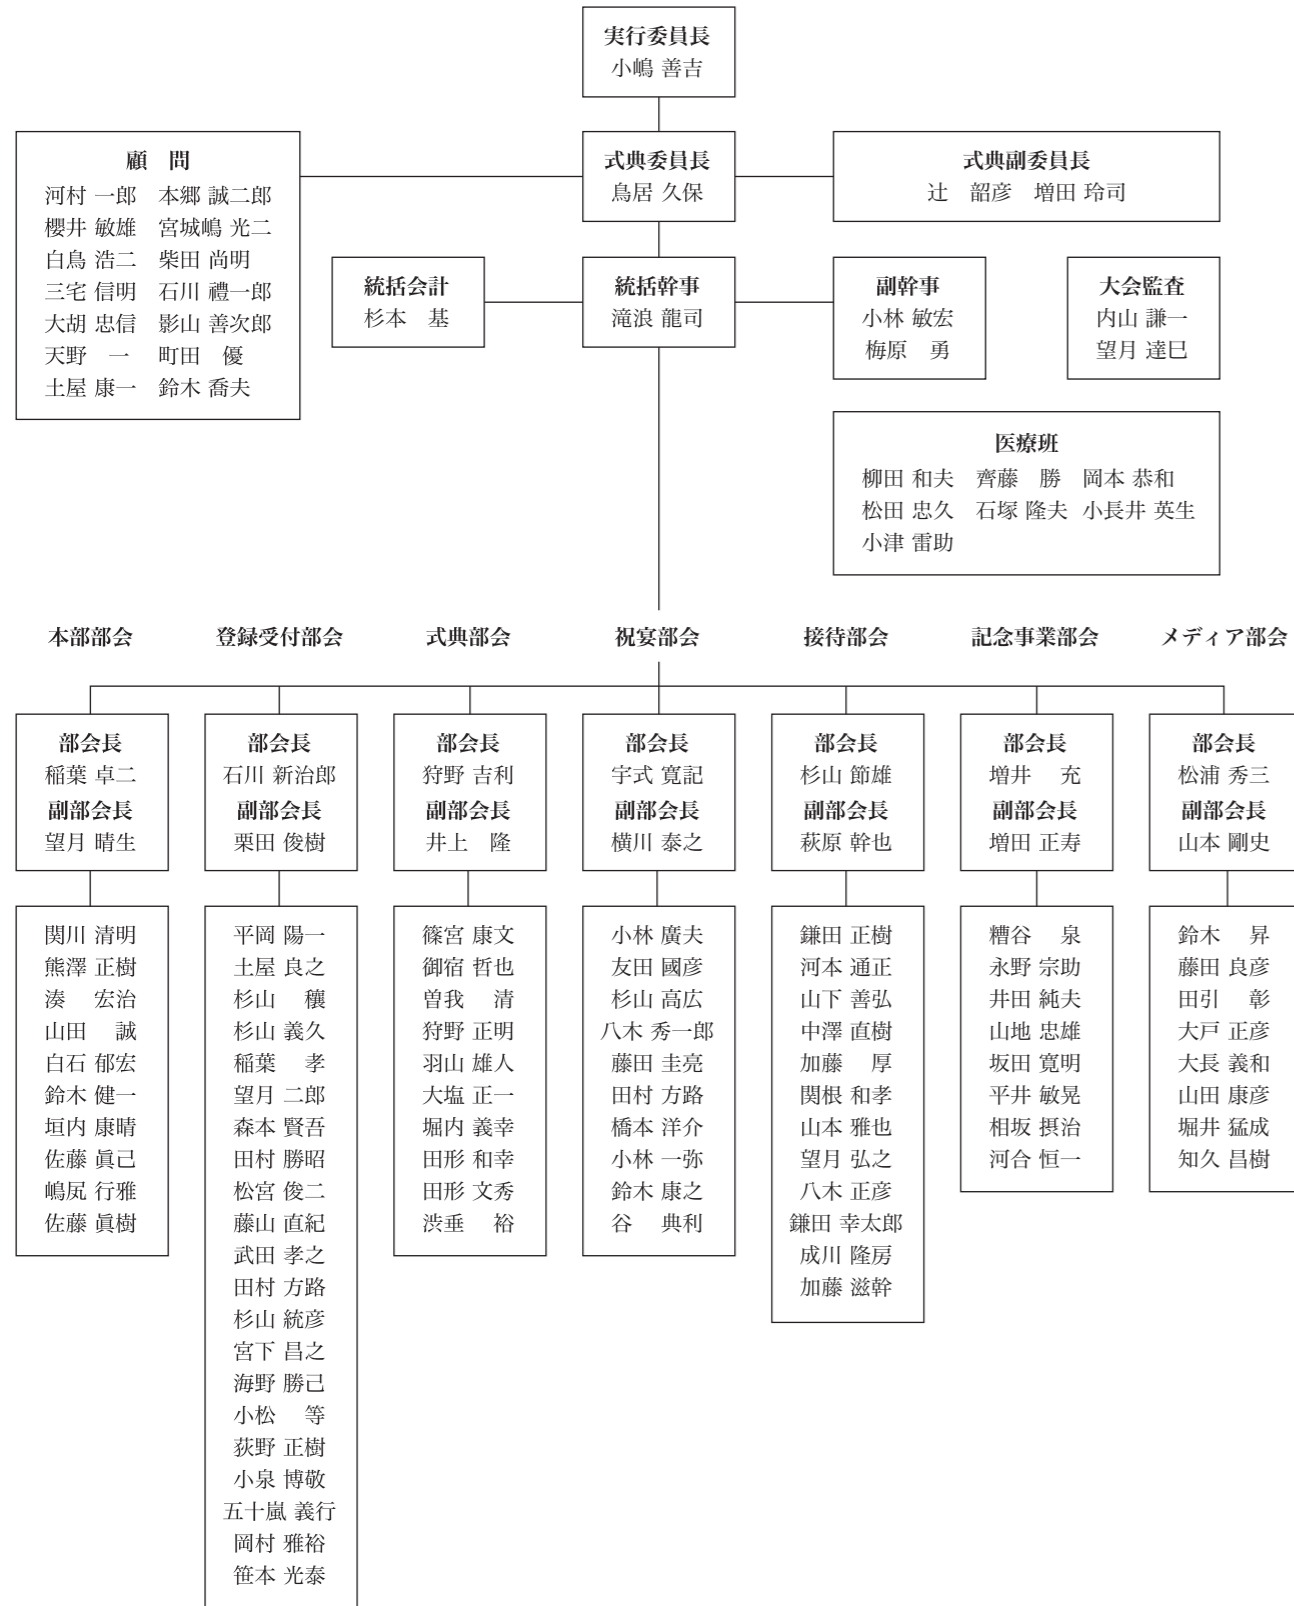 実行委員長
小嶋 善吉
式典委員長
鳥居 久保
式典副委員長
辻　韶彦　増田 玲司
顧　問
河村 一郎　本郷 誠二郎
櫻井 敏雄　宮城嶋 光二
白鳥 浩二　柴田 尚明
三宅 信明　石川 禮一郎
大胡 忠信　影山 善次郎
天野　一　町田　優
土屋 康一　鈴木 喬夫
統括会計
杉本　基
統括幹事
滝浪 龍司
副幹事
小林 敏宏
梅原　勇
大会監査
内山 謙一
望月 達巳
医療班
柳田 和夫　齊藤　勝　岡本 恭和
松田 忠久　石塚 隆夫　小長井 英生
小津 雷助
本部部会
部会長
稲葉 卓二
副部会長
望月 晴生
関川 清明
熊澤 正樹
湊　宏治
山田　誠
白石 郁宏
鈴木 健一
垣内 康晴
佐藤 眞己
嶋尻 行雅
佐藤 眞樹
登録受付部会
部会長
石川 新治郎
副部会長
栗田 俊樹
平岡 陽一
土屋 良之
杉山　穰
杉山 義久
稲葉　孝
望月 二郎
森本 賢吾
田村 勝昭
松宮 俊二
藤山 直紀
武田 孝之
田村 方路
杉山 統彦
宮下 昌之
海野 勝己
小松　等
荻野 正樹
小泉 博敬
五十嵐 義行
岡村 雅裕
笹本 光泰
式典部会
部会長
狩野 吉利
副部会長
井上　隆
篠宮 康文
御宿 哲也
曽我　清
狩野 正明
羽山 雄人
大塩 正一
堀内 義幸
田形 和幸
田形 文秀
渋垂　裕
祝宴部会
部会長
宇式 寛記
副部会長
横川 泰之
小林 廣夫
友田 國彦
杉山 高広
八木 秀一郎
藤田 圭亮
田村 方路
橋本 洋介
小林 一弥
鈴木 康之
谷　典利
接待部会
部会長
杉山 節雄
副部会長
萩原 幹也
鎌田 正樹
河本 通正
山下 善弘
中澤 直樹
加藤　厚
関根 和孝
山本 雅也
望月 弘之
八木 正彦
鎌田 幸太郎
成川 隆房
加藤 滋幹
記念事業部会
部会長
増井　充
副部会長
増田 正寿
糟谷　泉
永野 宗助
井田 純夫
山地 忠雄
坂田 寛明
平井 敏晃
相坂 摂治
河合 恒一
メディア部会
部会長
松浦 秀三
副部会長
山本 剛史
鈴木　昇
藤田 良彦
田引　彰
大戸 正彦
大長 義和
山田 康彦
堀井 猛成
知久 昌樹